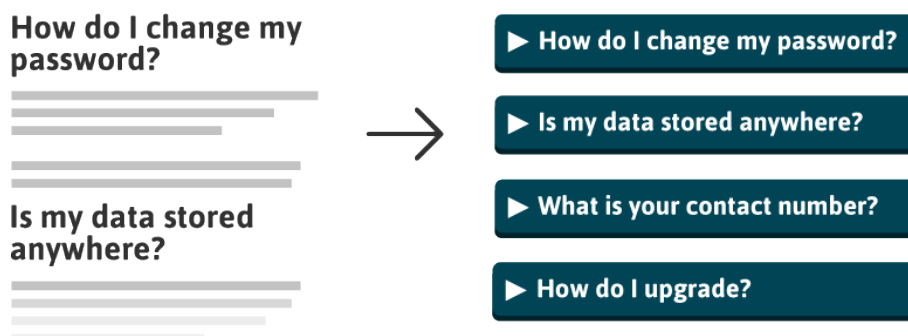 How do I change my
password?
Is my data stored
anywhere?
How do I change my password?
Is my data stored anywhere?
What is your contact number?
How do I upgrade?